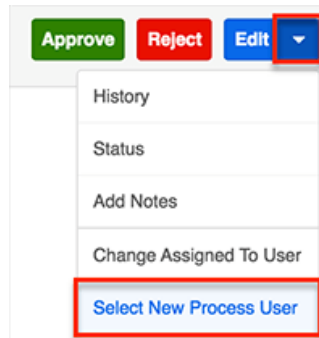 Approve Reject Edit
History
Status
Add Notes
Change Assigned To User
Select New Process User